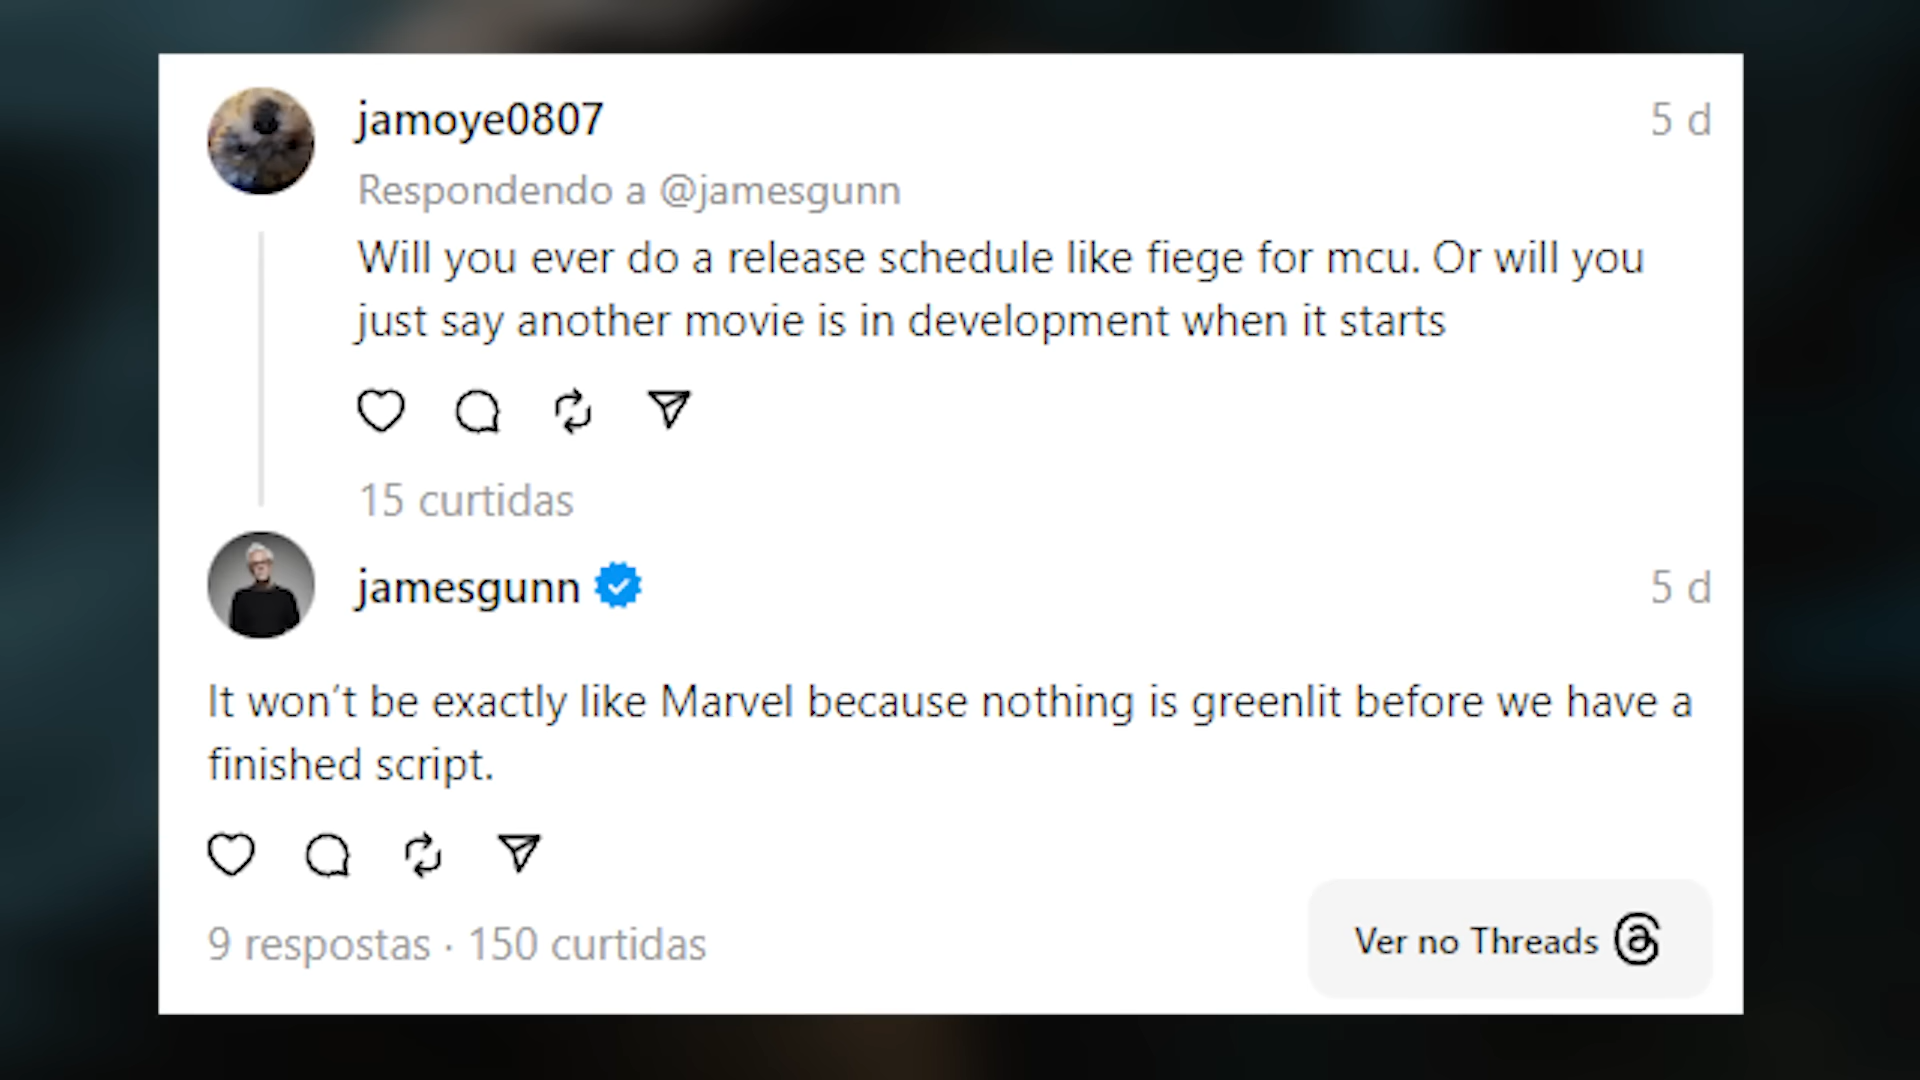 jamoye0807
5 d
Respondendo a @jamesgunn
Will you ever do a release schedule like fiege for mcu. Or will you
just say another movie is in development when it starts
15 curtidas
jamesgunn
5 d
It won't be exactly like Marvel because nothing is greenlit before we have a
finished script.
9 respostas · 150 curtidas
Ver no Threads